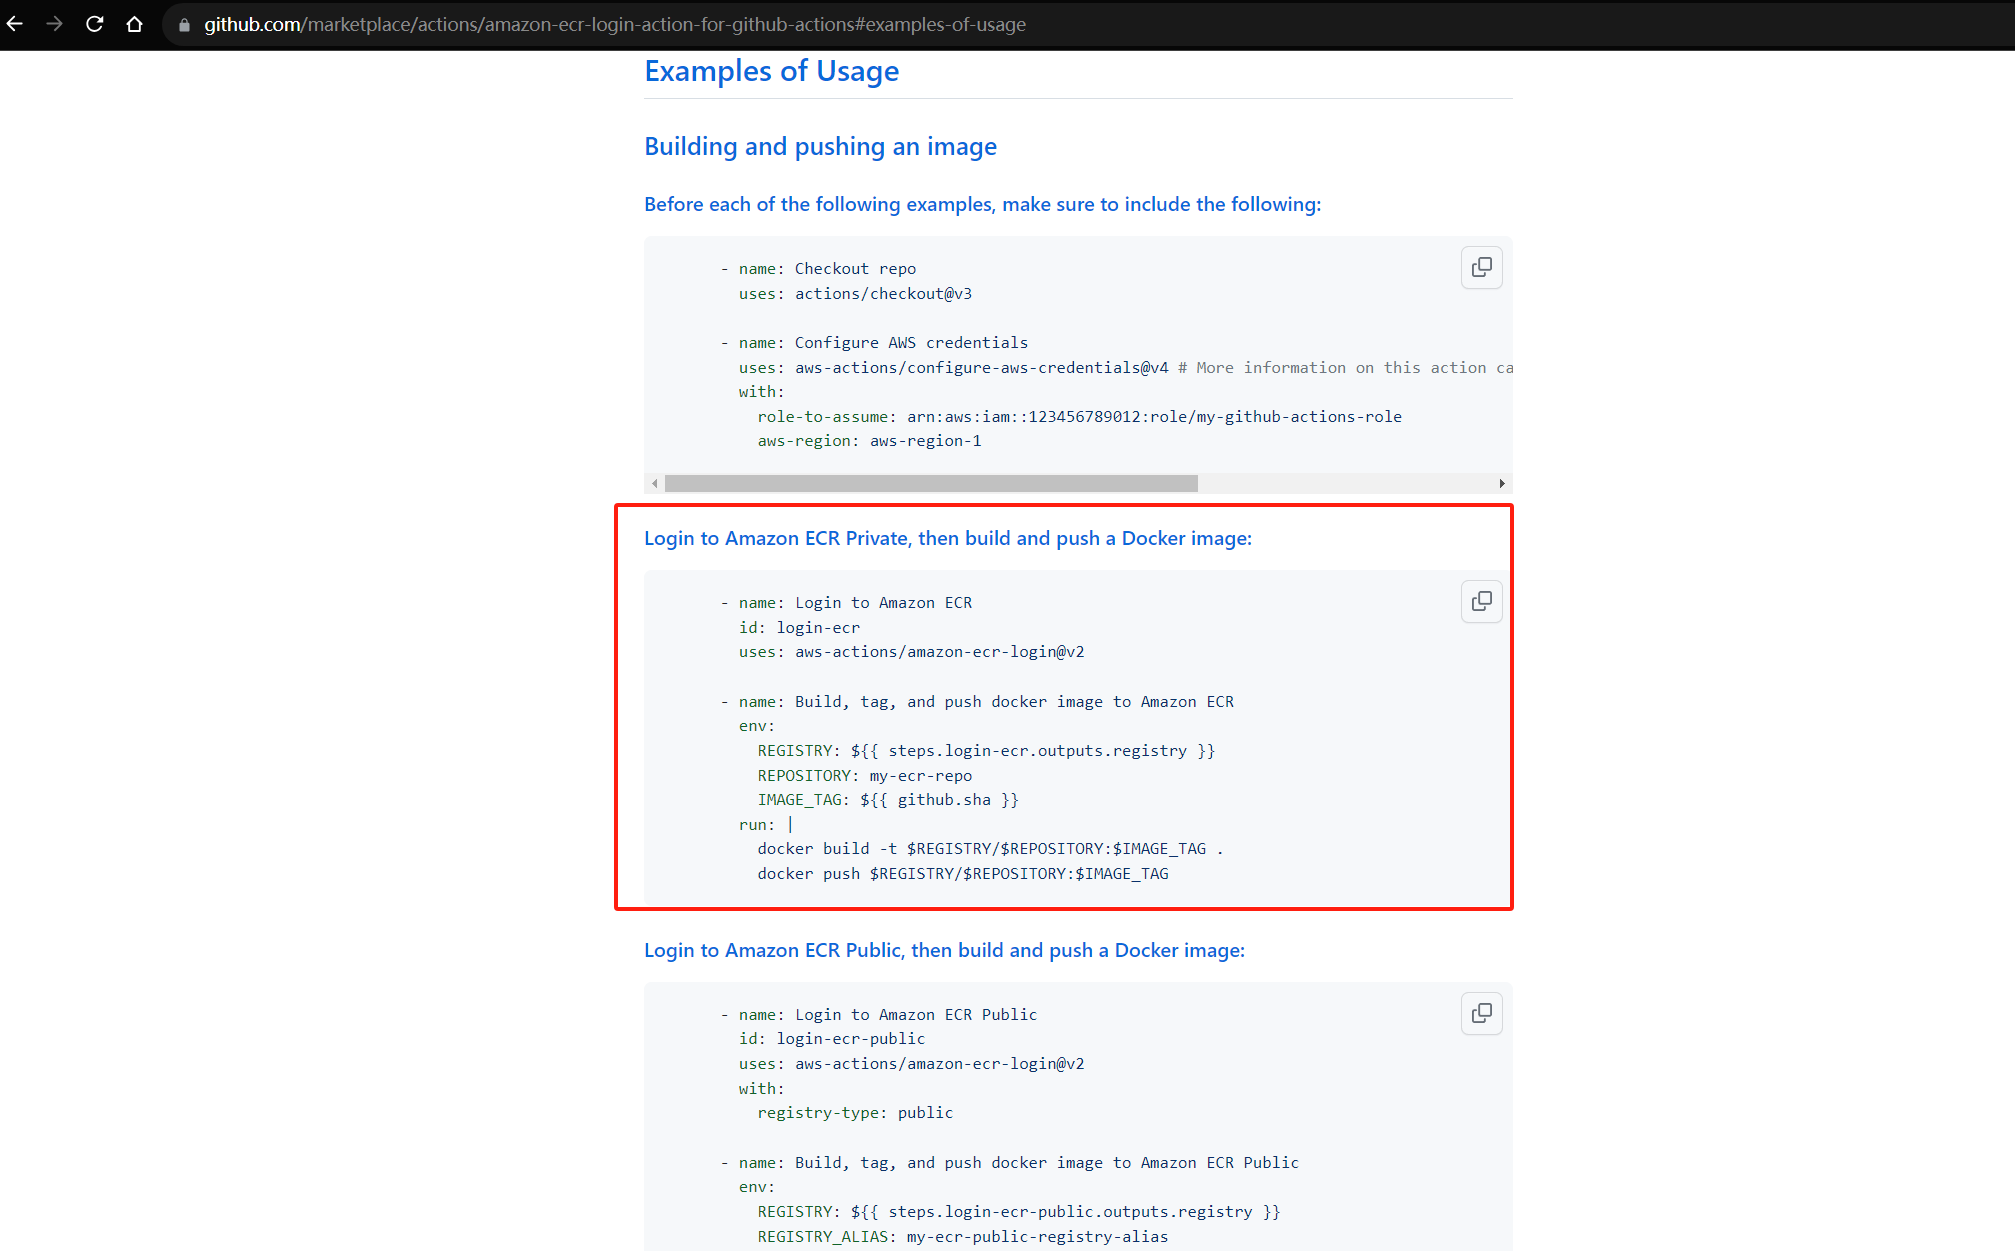 github.com/marketplace/actions/amazon-ecr-login-action-for-github-actions#examples-of-usage
Examples of Usage
Building and pushing an image
Before each of the following examples, make sure to include the following:
- name: Checkout repo
uses: actions/checkout@v3
- name: Configure AWS credentials
uses: aws-actions/configure-aws-credentials@v4 # More information on this action ca
with:
role-to-assume: arn:aws:iam::123456789012:role/my-github-actions-role
aws-region: aws-region-1
Login to Amazon ECR Private, then build and push a Docker image:
- name: Login to Amazon ECR
id: login-ecr
uses: aws-actions/amazon-ecr-login@v2
- name: Build, tag, and push docker image to Amazon ECR
env:
REGISTRY: ${{ steps.login-ecr.outputs.registry }}
REPOSITORY: my-ecr-repo
IMAGE_TAG: ${{ github.sha }}
run: |
docker build -t $REGISTRY/$REPOSITORY:$IMAGE_TAG .
docker push $REGISTRY/$REPOSITORY:$IMAGE_TAG
Login to Amazon ECR Public, then build and push a Docker image:
- name: Login to Amazon ECR Public
id: login-ecr-public
uses: aws-actions/amazon-ecr-login@v2
with:
registry-type: public
- name: Build, tag, and push docker image to Amazon ECR Public
env:
REGISTRY: ${{ steps.login-ecr-public.outputs.registry }}
REGISTRY_ALIAS: my-ecr-public-registry-alias